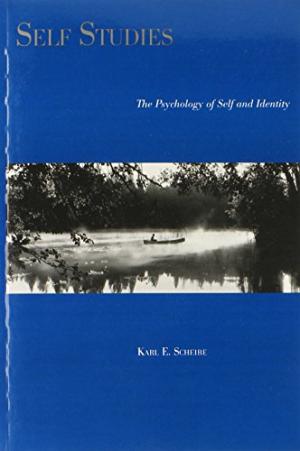 SELF STUDIES
The Psychology of Self and Identity
KARL E. SCHEIBE